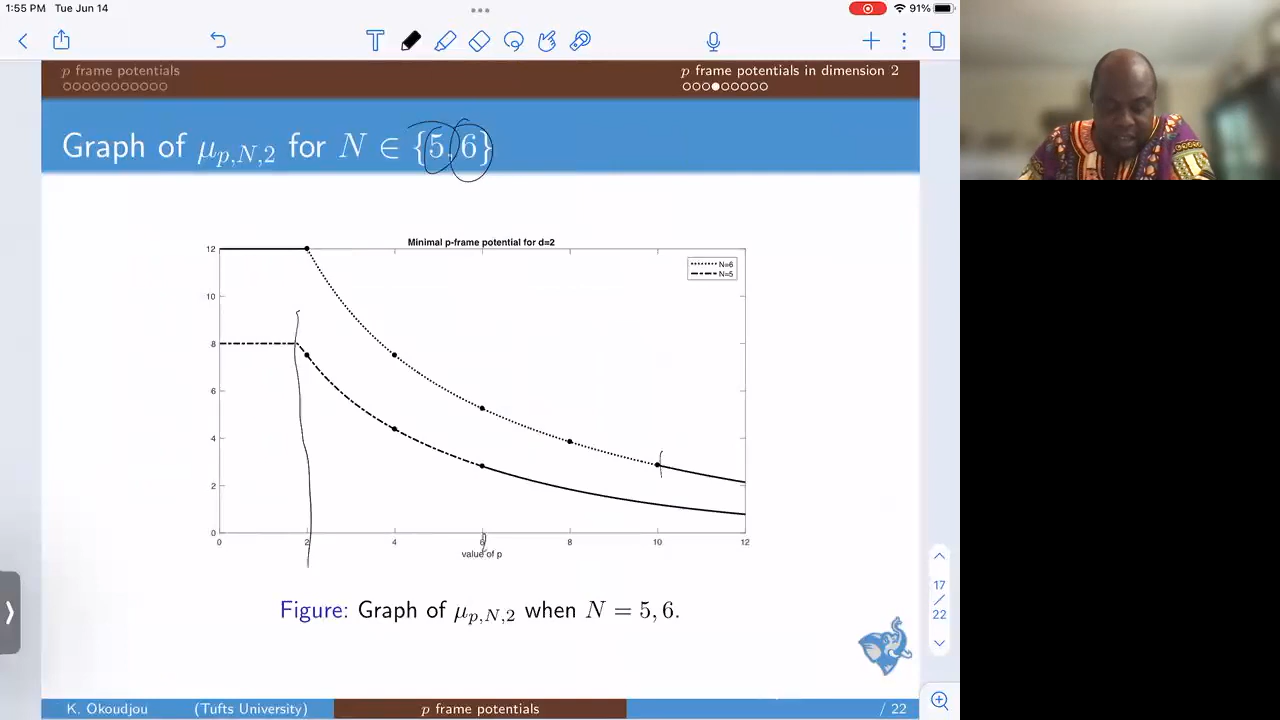 1:55 PM Tue Jun 14
91%
p frame potentials
p frame potentials in dimension 2
Graph of μp,N,2 for N ∈ {5, 6}
Minimal p-frame potential for d=2
N=6
N=5
12
10
8
6
4
2
0
0 2 4 6 8 10 12
value of p
Figure: Graph of μp,N,2 when N = 5, 6.
17
/
22
K. Okoudjou (Tufts University) p frame potentials / 22